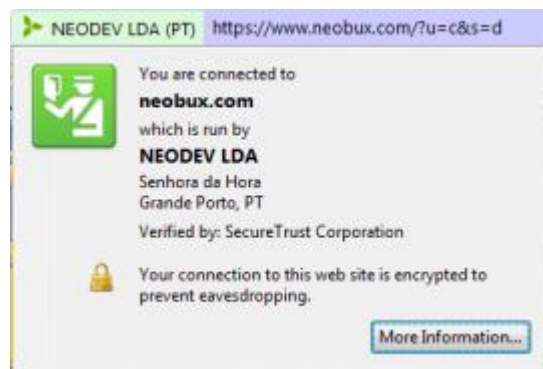 NEODEV LDA (PT) https://www.neobux.com/?u=c&s=d
You are connected to
neobux.com
which is run by
NEODEV LDA
Senhora da Hora
Grande Porto, PT
Verified by: SecureTrust Corporation
Your connection to this web site is encrypted to
prevent eavesdropping.
More Information...